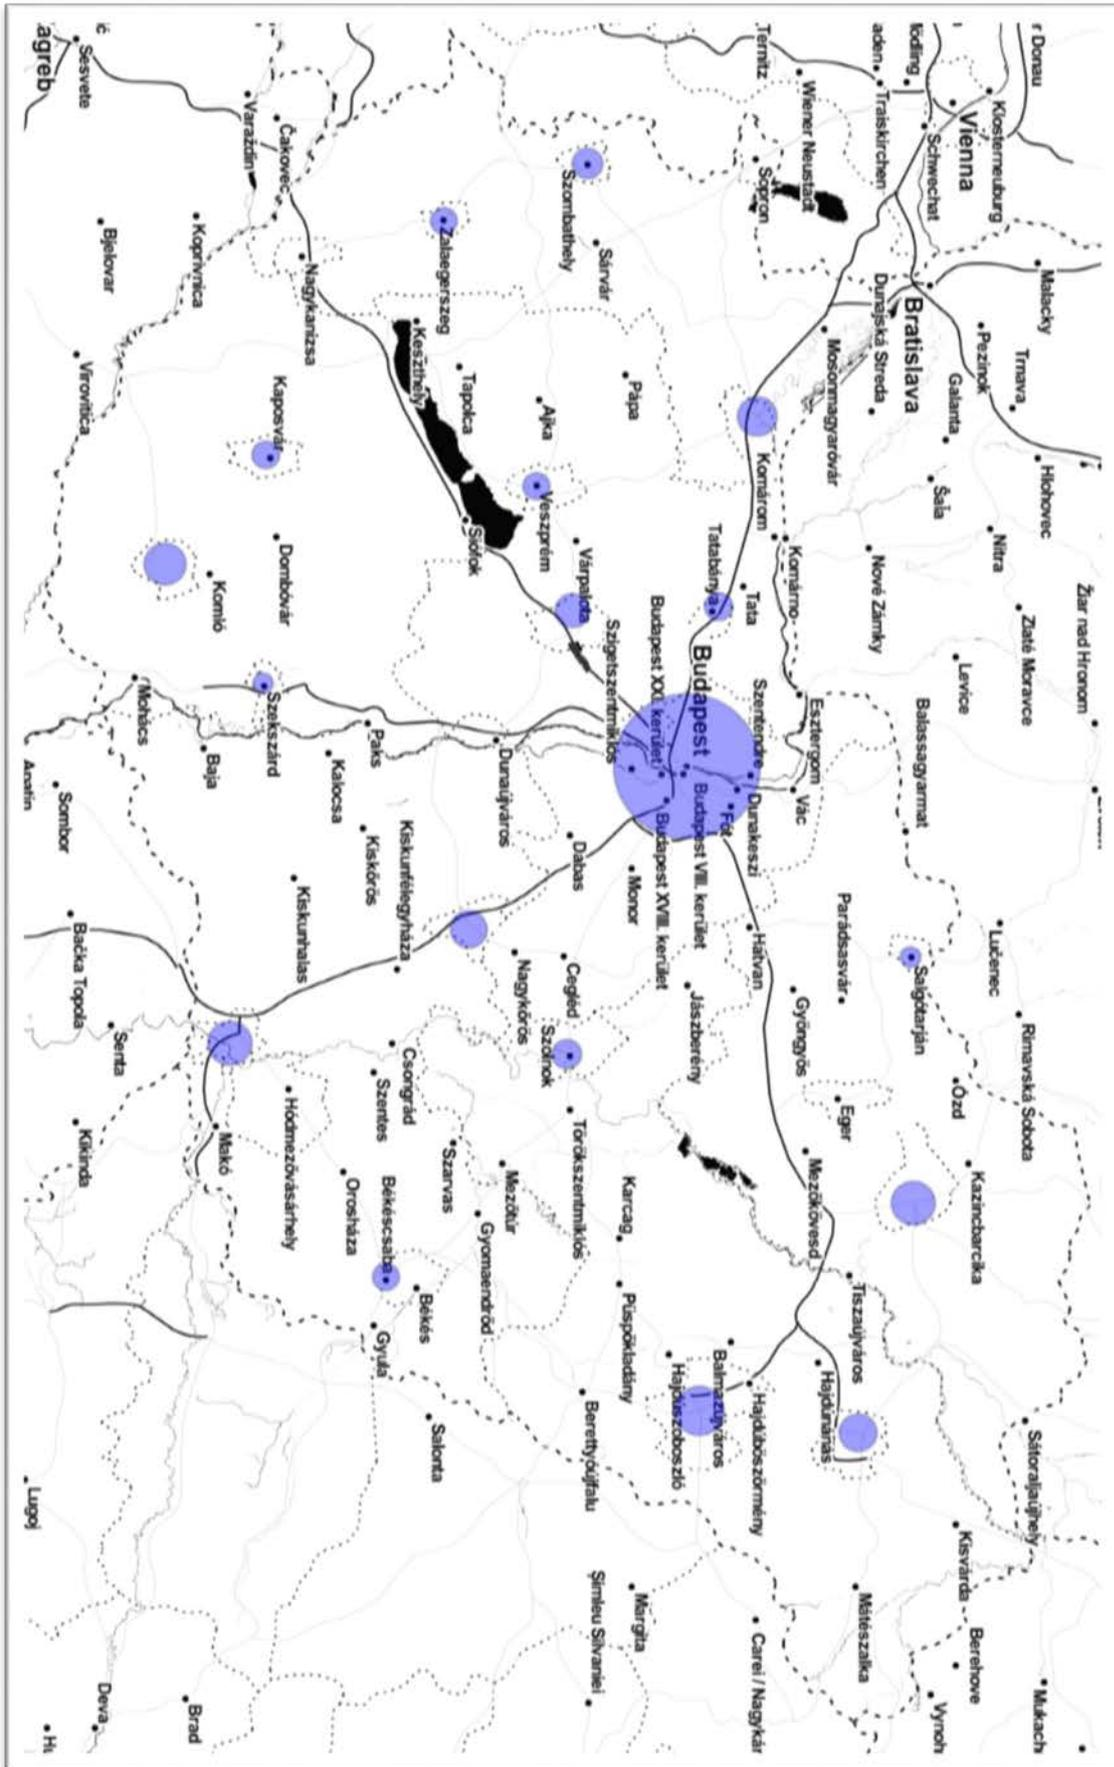 r Donau
Klosterneuburg
Vienna
Schwechat
Mödling
aden
Traiskirchen
Wiener Neustadt
Ternitz
Sopron
Malacky
Trnava
Pezinok
Galanta
Bratislava
Dunajská Streda
Mosonmagyaróvár
Hlohovec
Šaľa
Nitra
Nové Zámky
Zlaté Moravce
Žiar nad Hronom
Levice
Komárom
Komárno
Tata
Tatabánya
Esztergom
Balassagyarmat
Vác
Szentendre
Dunakeszi
Fót
Budapest
Budapest VIII. kerület
Budapest XXI. kerület
Budapest XVIII. kerület
Szigetszentmiklós
Lučenec
Rimavská Sobota
Salgótarján
Parádsasvár
Ózd
Hatvan
Gyöngyös
Eger
Kazincbarcika
Mezőkövesd
Tiszaújváros
Sátoraljaújhely
Hajdúnánás
Hajdúböszörmény
Balmazújváros
Hajdúszoboszló
Kisvárda
Berehove
Mukach
Vynoh
Mátészalka
Carei / Nagykár
Margita
Șimleu Silvaniei
Szombathely
Sárvár
Pápa
Zalaegerszeg
Keszthely
Tapolca
Ajka
Veszprém
Várpalota
Siófok
Monor
Dabas
Jászberény
Cegléd
Nagykőrös
Szolnok
Törökszentmiklós
Karcag
Püspökladány
Berettyóújfalu
Mezőtúr
Gyomaendrőd
Szarvas
Dunaújváros
Kiskunfélegyháza
Csongrád
Szentes
Paks
Kalocsa
Kiskőrös
Kiskunhalas
Hódmezővásárhely
Orosháza
Békéscsaba
Békés
Gyula
Salonta
ić
agreb
Sesvete
Varaždin
Čakovec
Nagykanizsa
Koprivnica
Bjelovar
Virovitica
Kaposvár
Dombóvár
Komló
Szekszárd
Mohács
Baja
Apatin
Sombor
Bačka Topola
Senta
Kikinda
Makó
Lugoj
Deva
Brad